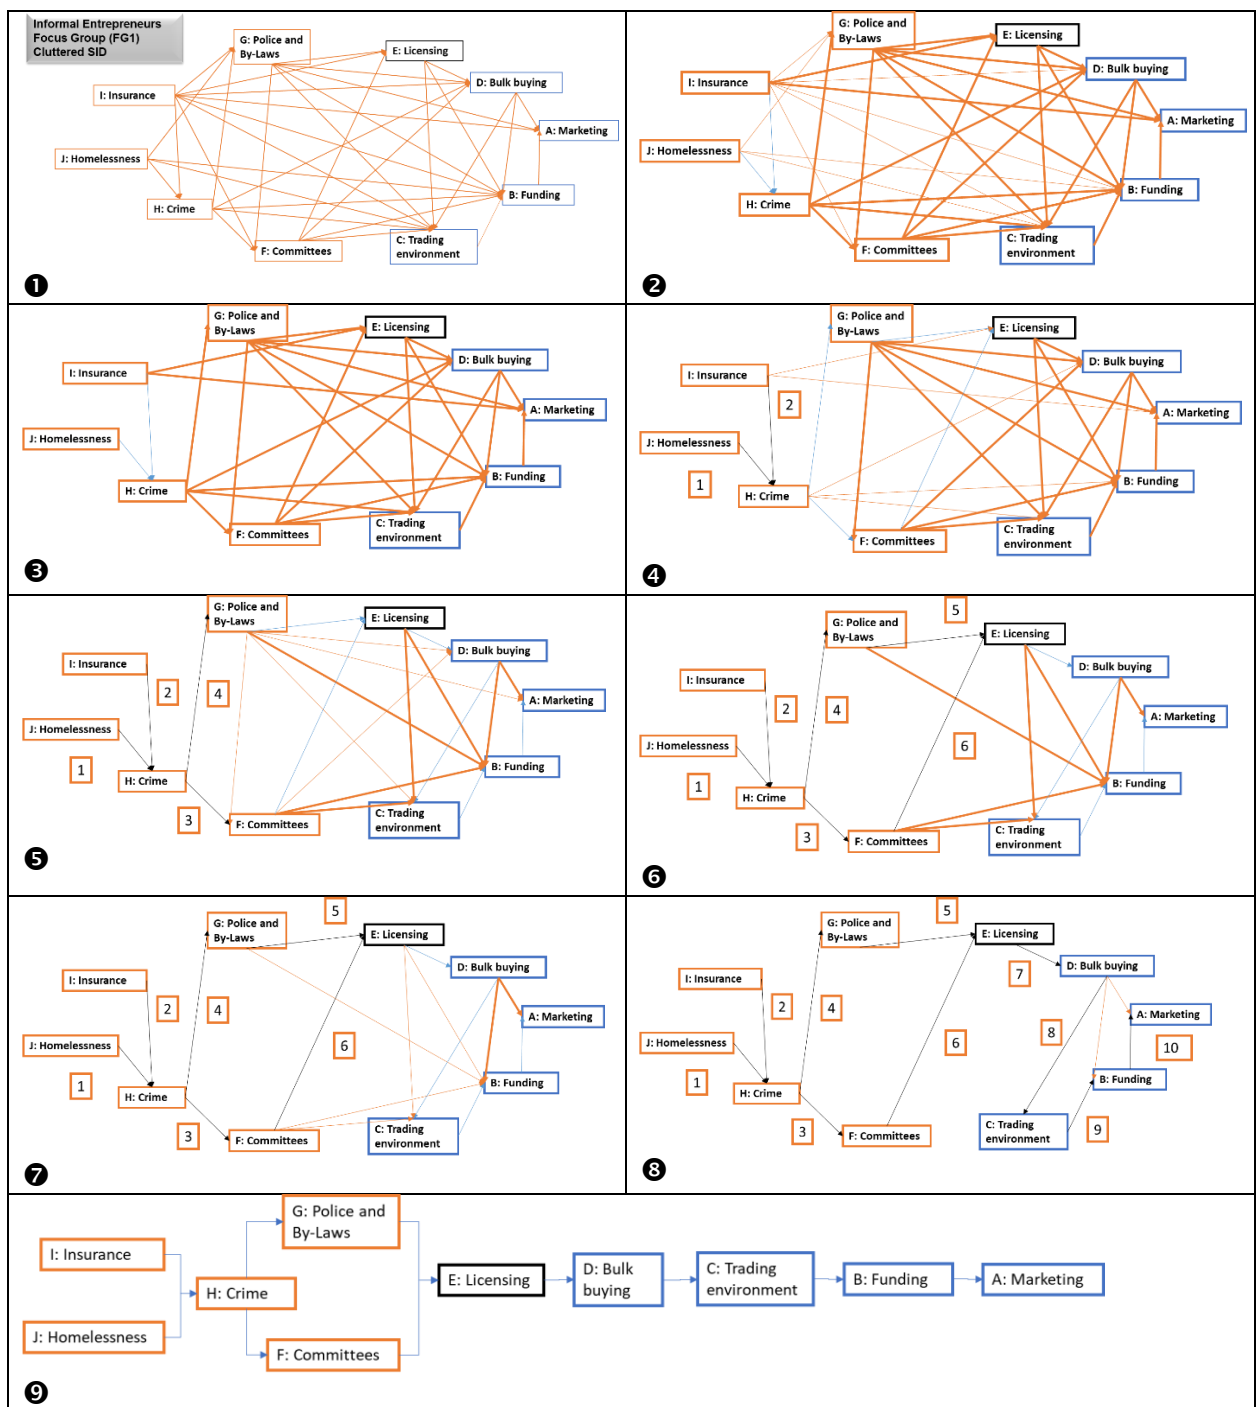 Informal Entrepreneurs
Focus Group (FG1)
Cluttered SID
G: Police and
By-Laws
E: Licensing
D: Bulk buying
I: Insurance
A: Marketing
J: Homelessness
B: Funding
H: Crime
C: Trading
environment
F: Committees
❶
G: Police and
By-Laws
E: Licensing
D: Bulk buying
I: Insurance
A: Marketing
J: Homelessness
B: Funding
H: Crime
C: Trading
environment
F: Committees
❷
G: Police and
By-Laws
E: Licensing
D: Bulk buying
I: Insurance
A: Marketing
J: Homelessness
B: Funding
H: Crime
C: Trading
environment
F: Committees
❸
G: Police and
By-Laws
E: Licensing
D: Bulk buying
I: Insurance
2
A: Marketing
J: Homelessness
1
B: Funding
H: Crime
C: Trading
environment
F: Committees
❹
G: Police and
By-Laws
E: Licensing
D: Bulk buying
I: Insurance
2
4
A: Marketing
J: Homelessness
1
B: Funding
H: Crime
3
C: Trading
environment
F: Committees
❺
5
G: Police and
By-Laws
E: Licensing
D: Bulk buying
I: Insurance
2
4
A: Marketing
J: Homelessness
6
1
B: Funding
H: Crime
3
C: Trading
environment
F: Committees
❻
5
G: Police and
By-Laws
E: Licensing
D: Bulk buying
I: Insurance
2
4
A: Marketing
J: Homelessness
6
1
B: Funding
H: Crime
3
C: Trading
environment
F: Committees
❼
5
G: Police and
By-Laws
E: Licensing
D: Bulk buying
7
I: Insurance
2
4
A: Marketing
8
J: Homelessness
6
10
1
B: Funding
H: Crime
3
9
C: Trading
environment
F: Committees
❽
G: Police and
By-Laws
I: Insurance
E: Licensing
D: Bulk
buying
C: Trading
environment
B: Funding
A: Marketing
H: Crime
J: Homelessness
F: Committees
❾